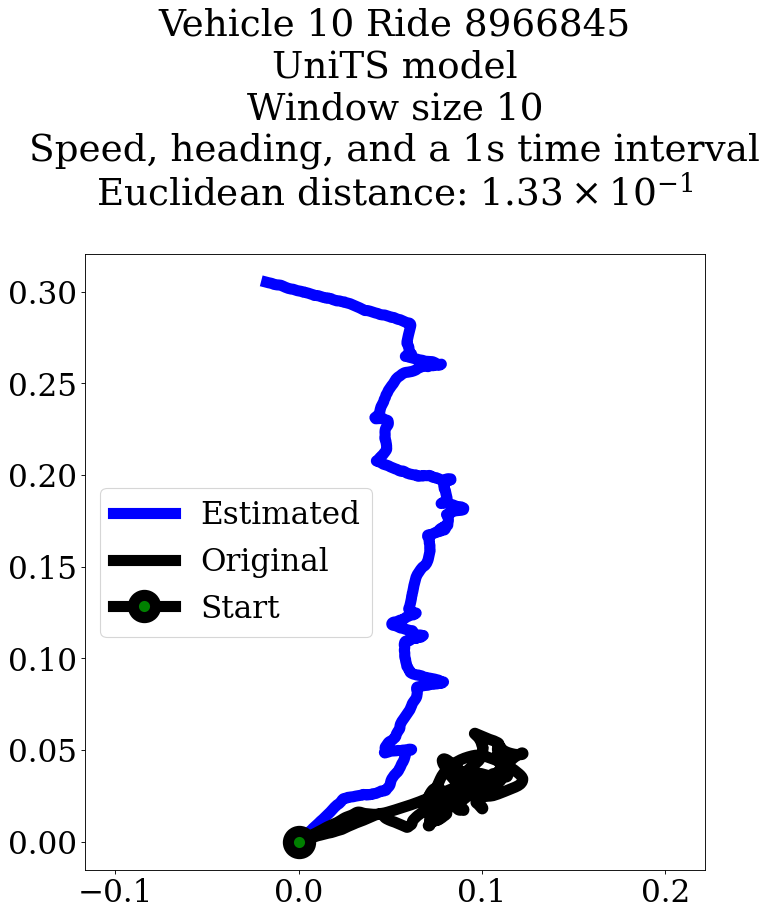 Vehicle 10 Ride 8966845
UniTS model
Window size 10
Speed, heading, and a 1s time interval
Euclidean distance: 1.33 × 10⁻¹
0.30
0.25
0.20
0.15
0.10
0.05
0.00
Estimated
Original
Start
−0.1
0.0
0.1
0.2